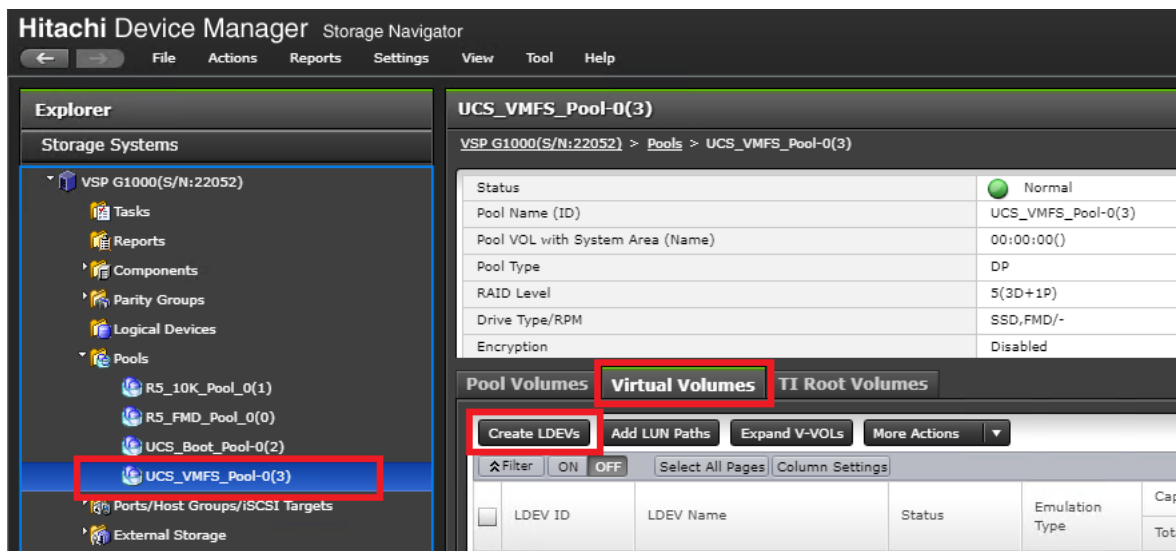 Hitachi Device Manager Storage Navigator
File Actions Reports Settings View Tool Help
Explorer
Storage Systems
VSP G1000(S/N:22052)
Tasks
Reports
Components
Parity Groups
Logical Devices
Pools
R5_10K_Pool_0(1)
R5_FMD_Pool_0(0)
UCS_Boot_Pool-0(2)
UCS_VMFS_Pool-0(3)
Ports/Host Groups/iSCSI Targets
External Storage
UCS_VMFS_Pool-0(3)
VSP G1000(S/N:22052) > Pools > UCS_VMFS_Pool-0(3)
Status Normal
Pool Name (ID) UCS_VMFS_Pool-0(3)
Pool VOL with System Area (Name) 00:00:00()
Pool Type DP
RAID Level 5(3D+1P)
Drive Type/RPM SSD,FMD/-
Encryption Disabled
Pool Volumes Virtual Volumes TI Root Volumes
Create LDEVs Add LUN Paths Expand V-VOLs More Actions
Filter ON OFF Select All Pages Column Settings
LDEV ID LDEV Name Status Emulation Type Cap
Tot